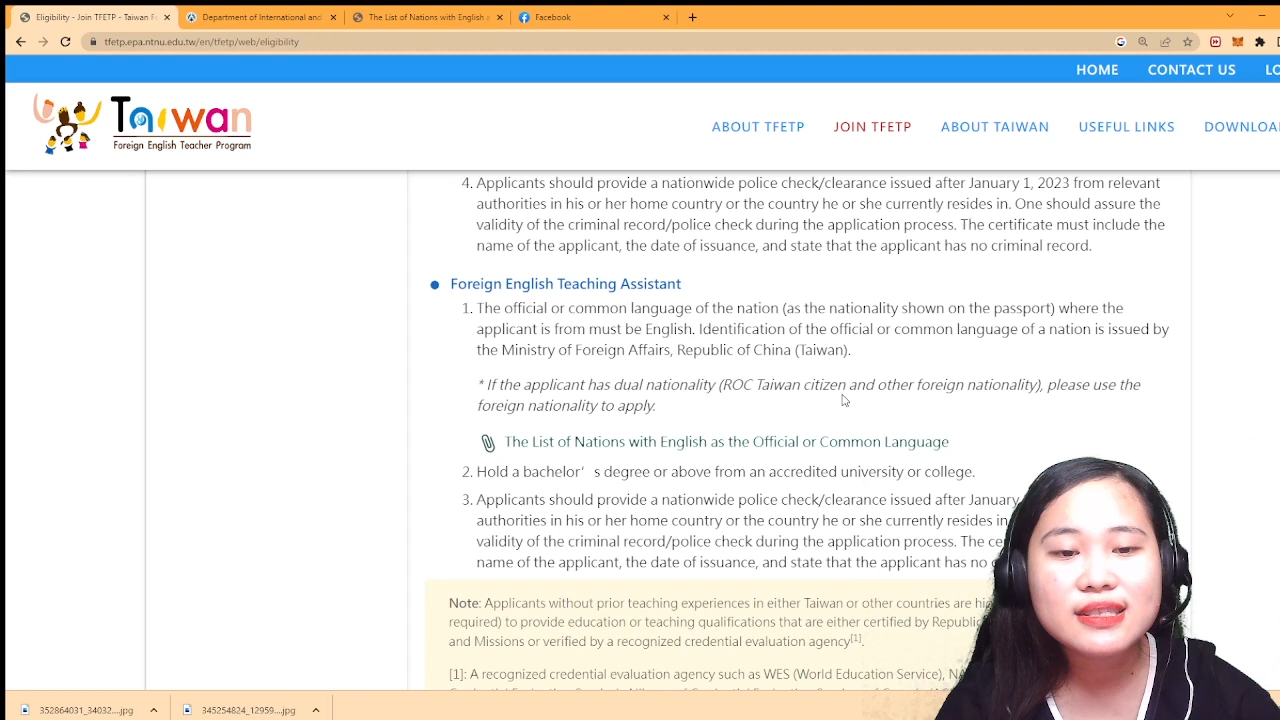 Eligibility - Join TFETP - Taiwan Fo
Department of International and
The List of Nations with English a
Facebook
tfetp.epa.ntnu.edu.tw/en/tfetp/web/eligibility
HOME CONTACT US LO
Taiwan
Foreign English Teacher Program
ABOUT TFETP JOIN TFETP ABOUT TAIWAN USEFUL LINKS DOWNLOA
4. Applicants should provide a nationwide police check/clearance issued after January 1, 2023 from relevant
authorities in his or her home country or the country he or she currently resides in. One should assure the
validity of the criminal record/police check during the application process. The certificate must include the
name of the applicant, the date of issuance, and state that the applicant has no criminal record.
Foreign English Teaching Assistant
1. The official or common language of the nation (as the nationality shown on the passport) where the
applicant is from must be English. Identification of the official or common language of a nation is issued by
the Ministry of Foreign Affairs, Republic of China (Taiwan).
* If the applicant has dual nationality (ROC Taiwan citizen and other foreign nationality), please use the
foreign nationality to apply.
The List of Nations with English as the Official or Common Language
2. Hold a bachelor's degree or above from an accredited university or college.
3. Applicants should provide a nationwide police check/clearance issued after January
authorities in his or her home country or the country he or she currently resides in
validity of the criminal record/police check during the application process. The ce
name of the applicant, the date of issuance, and state that the applicant has no c
Note: Applicants without prior teaching experiences in either Taiwan or other countries are hi
required) to provide education or teaching qualifications that are either certified by Republi
and Missions or verified by a recognized credential evaluation agency[1].
[1]: A recognized credential evaluation agency such as WES (World Education Service), NA
352864031_34032....jpg
345254824_12959....jpg